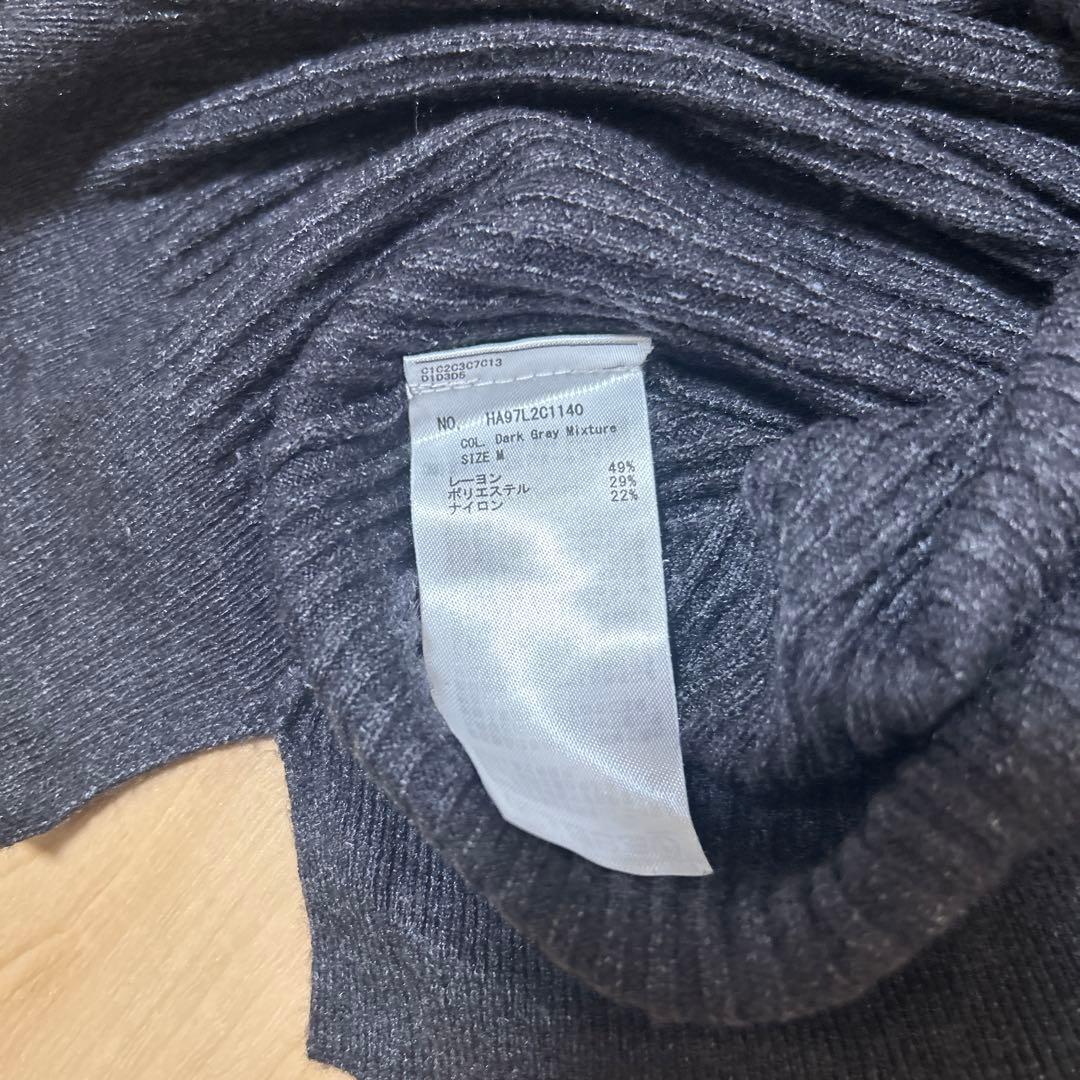 C1C2C3C7C13
D1D3D5
NO. HA97L2C1140
COL. Dark Gray Mixture
SIZE M
レーヨン 49%
ポリエステル 29%
ナイロン 22%